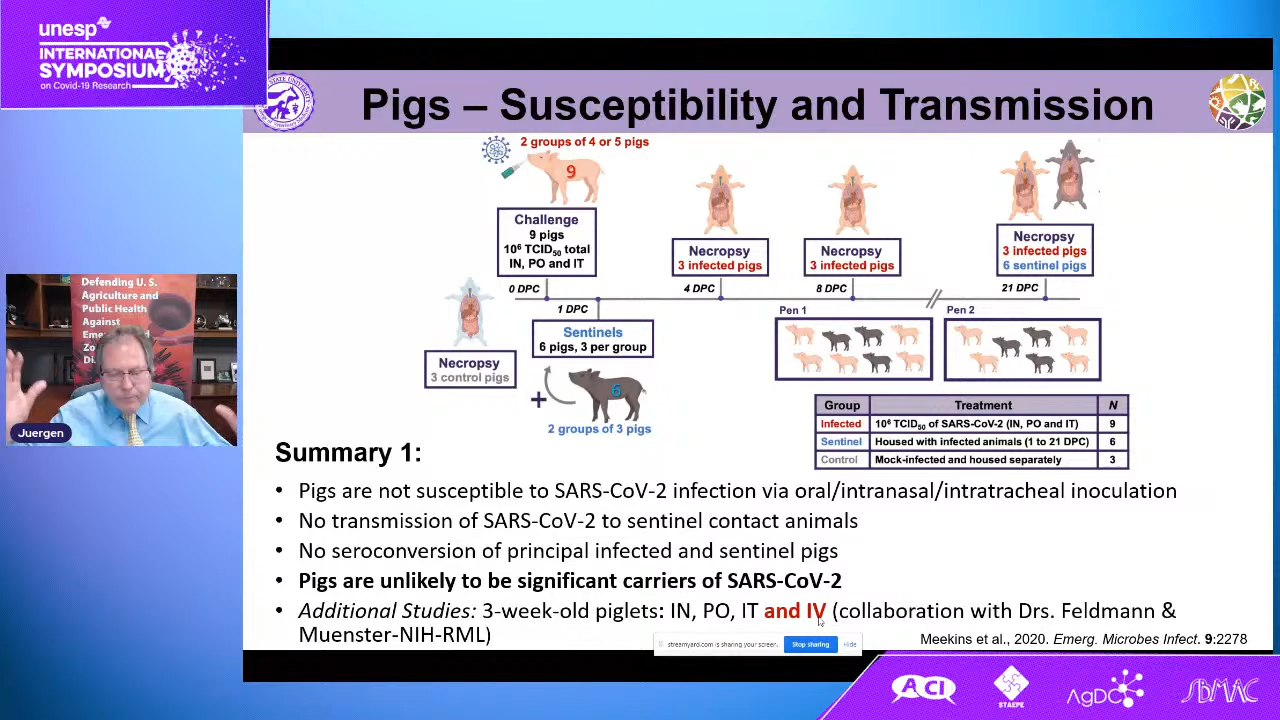 unesp
INTERNATIONAL
SYMPOSIUM
on Covid-19 Research
Pigs – Susceptibility and Transmission
2 groups of 4 or 5 pigs
9
Challenge
9 pigs
10⁶ TCID₅₀ total
IN, PO and IT
Necropsy
3 infected pigs
Necropsy
3 infected pigs
Necropsy
3 infected pigs
6 sentinel pigs
0 DPC
4 DPC
8 DPC
21 DPC
1 DPC
Sentinels
6 pigs, 3 per group
Necropsy
3 control pigs
+
6
2 groups of 3 pigs
Pen 1
Pen 2
Group Treatment N
Infected 10⁶ TCID₅₀ of SARS-CoV-2 (IN, PO and IT) 9
Sentinel Housed with infected animals (1 to 21 DPC) 6
Control Mock-infected and housed separately 3
Defending U. S.
Agriculture and
Public Health
Against
Juergen
Summary 1:
• Pigs are not susceptible to SARS-CoV-2 infection via oral/intranasal/intratracheal inoculation
• No transmission of SARS-CoV-2 to sentinel contact animals
• No seroconversion of principal infected and sentinel pigs
• Pigs are unlikely to be significant carriers of SARS-CoV-2
• Additional Studies: 3-week-old piglets: IN, PO, IT and IV (collaboration with Drs. Feldmann &
Muenster-NIH-RML)
Meekins et al., 2020. Emerg. Microbes Infect. 9:2278
streamyard.com is sharing your screen.
Stop sharing
Hide
ACI
STAEPE
AgDC
SBMAC